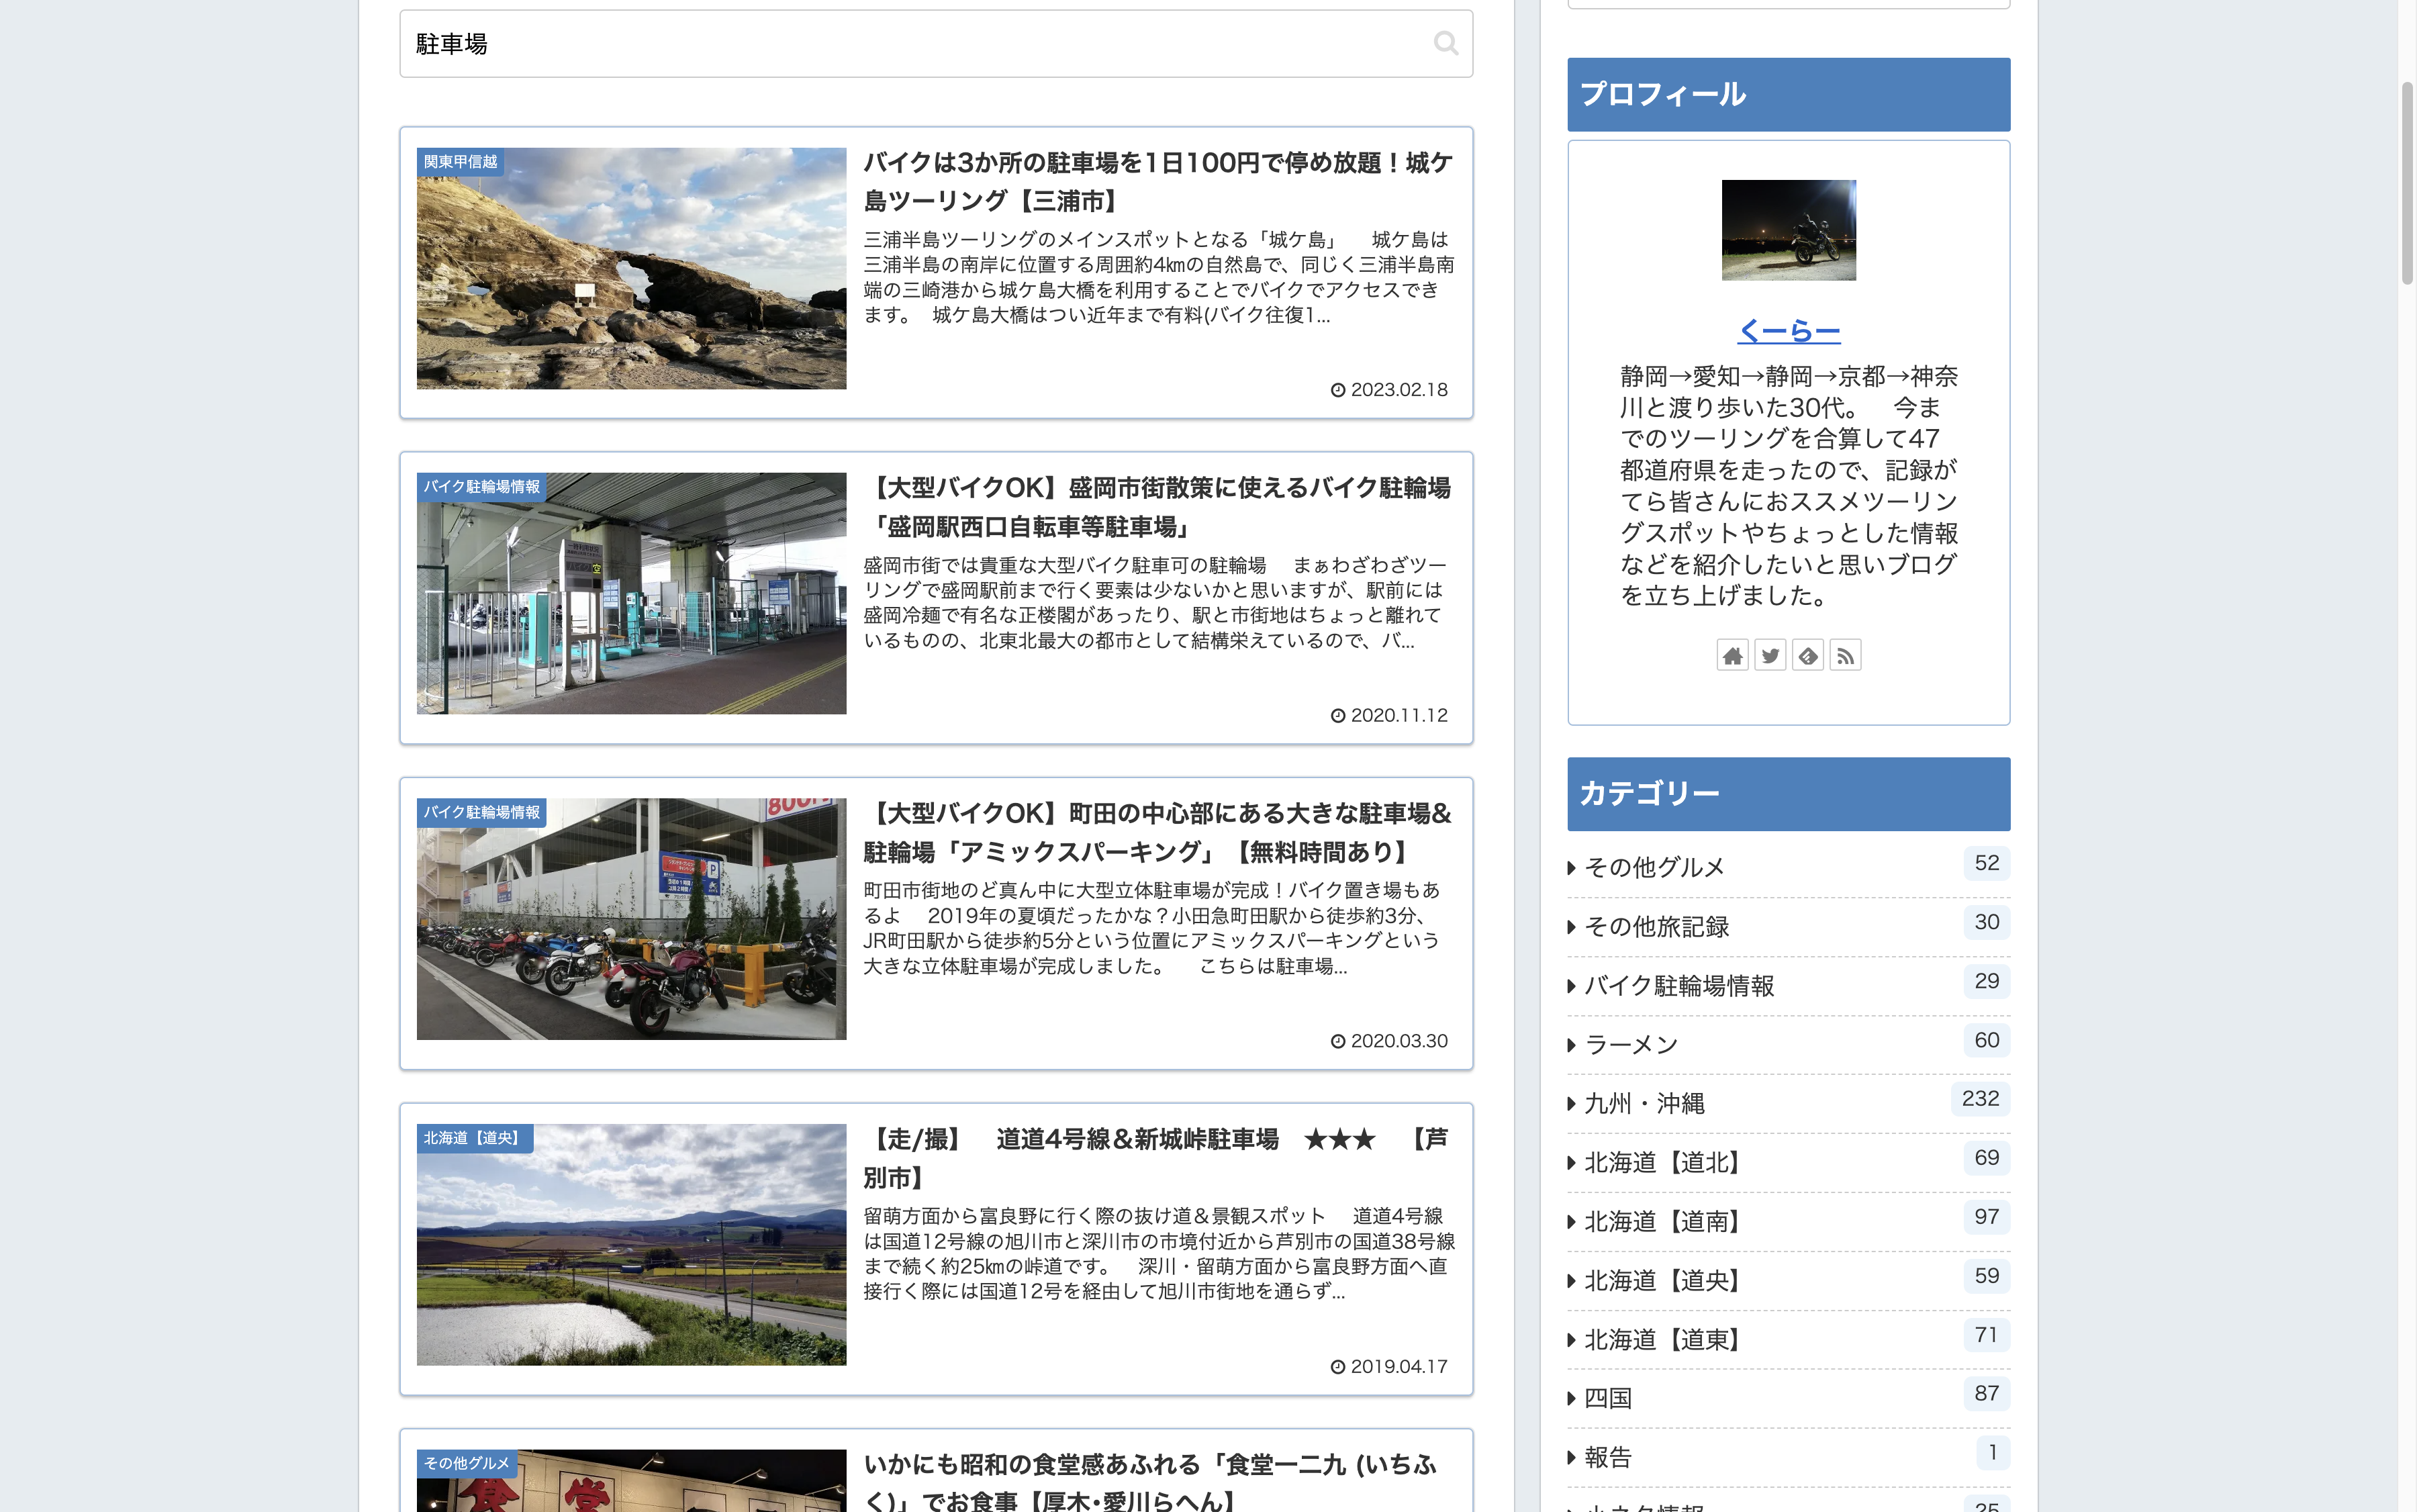 駐車場
関東甲信越
バイクは3か所の駐車場を1日100円で停め放題！城ケ
島ツーリング【三浦市】
三浦半島ツーリングのメインスポットとなる「城ケ島」　城ケ島は
三浦半島の南岸に位置する周囲約4㎞の自然島で、同じく三浦半島南
端の三崎港から城ケ島大橋を利用することでバイクでアクセスでき
ます。　城ケ島大橋はつい近年まで有料(バイク往復1...
2023.02.18
バイク駐輪場情報
【大型バイクOK】盛岡市街散策に使えるバイク駐輪場
「盛岡駅西口自転車等駐車場」
盛岡市街では貴重な大型バイク駐車可の駐輪場　まぁわざわざツー
リングで盛岡駅前まで行く要素は少ないかと思いますが、駅前には
盛岡冷麺で有名な正楼閣があったり、駅と市街地はちょっと離れて
いるものの、北東北最大の都市として結構栄えているので、バ...
2020.11.12
バイク駐輪場情報
【大型バイクOK】町田の中心部にある大きな駐車場&
駐輪場「アミックスパーキング」【無料時間あり】
町田市街地のど真ん中に大型立体駐車場が完成！バイク置き場もあ
るよ　2019年の夏頃だったかな？小田急町田駅から徒歩約3分、
JR町田駅から徒歩約5分という位置にアミックスパーキングという
大きな立体駐車場が完成しました。　こちらは駐車場...
2020.03.30
北海道【道央】
【走/撮】　道道4号線＆新城峠駐車場　★★★　【芦
別市】
留萌方面から富良野に行く際の抜け道＆景観スポット　道道4号線
は国道12号線の旭川市と深川市の市境付近から芦別市の国道38号線
まで続く約25㎞の峠道です。　深川・留萌方面から富良野方面へ直
接行く際には国道12号を経由して旭川市街地を通らず...
2019.04.17
その他グルメ
食堂
いかにも昭和の食堂感あふれる「食堂一二九 (いちふ
く)」でお食事【厚木･愛川らへん】
プロフィール
くーらー
静岡→愛知→静岡→京都→神奈
川と渡り歩いた30代。　今ま
でのツーリングを合算して47
都道府県を走ったので、記録が
てら皆さんにおススメツーリン
グスポットやちょっとした情報
などを紹介したいと思いブログ
を立ち上げました。
カテゴリー
その他グルメ 52
その他旅記録 30
バイク駐輪場情報 29
ラーメン 60
九州・沖縄 232
北海道【道北】 69
北海道【道南】 97
北海道【道央】 59
北海道【道東】 71
四国 87
報告 1
小ネタ情報 25